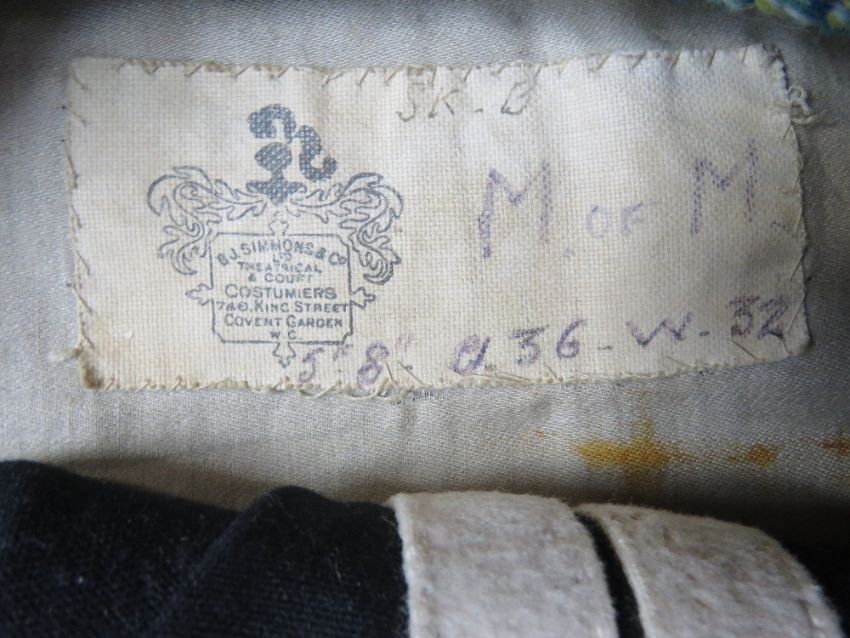 SK-B
M. OF M.
B.J. SIMMONS & Co
LTD
THEATRICAL
& COURT
COSTUMIERS
7&8, KING STREET
COVENT GARDEN
W.C.
5" 8" C.36-W-32